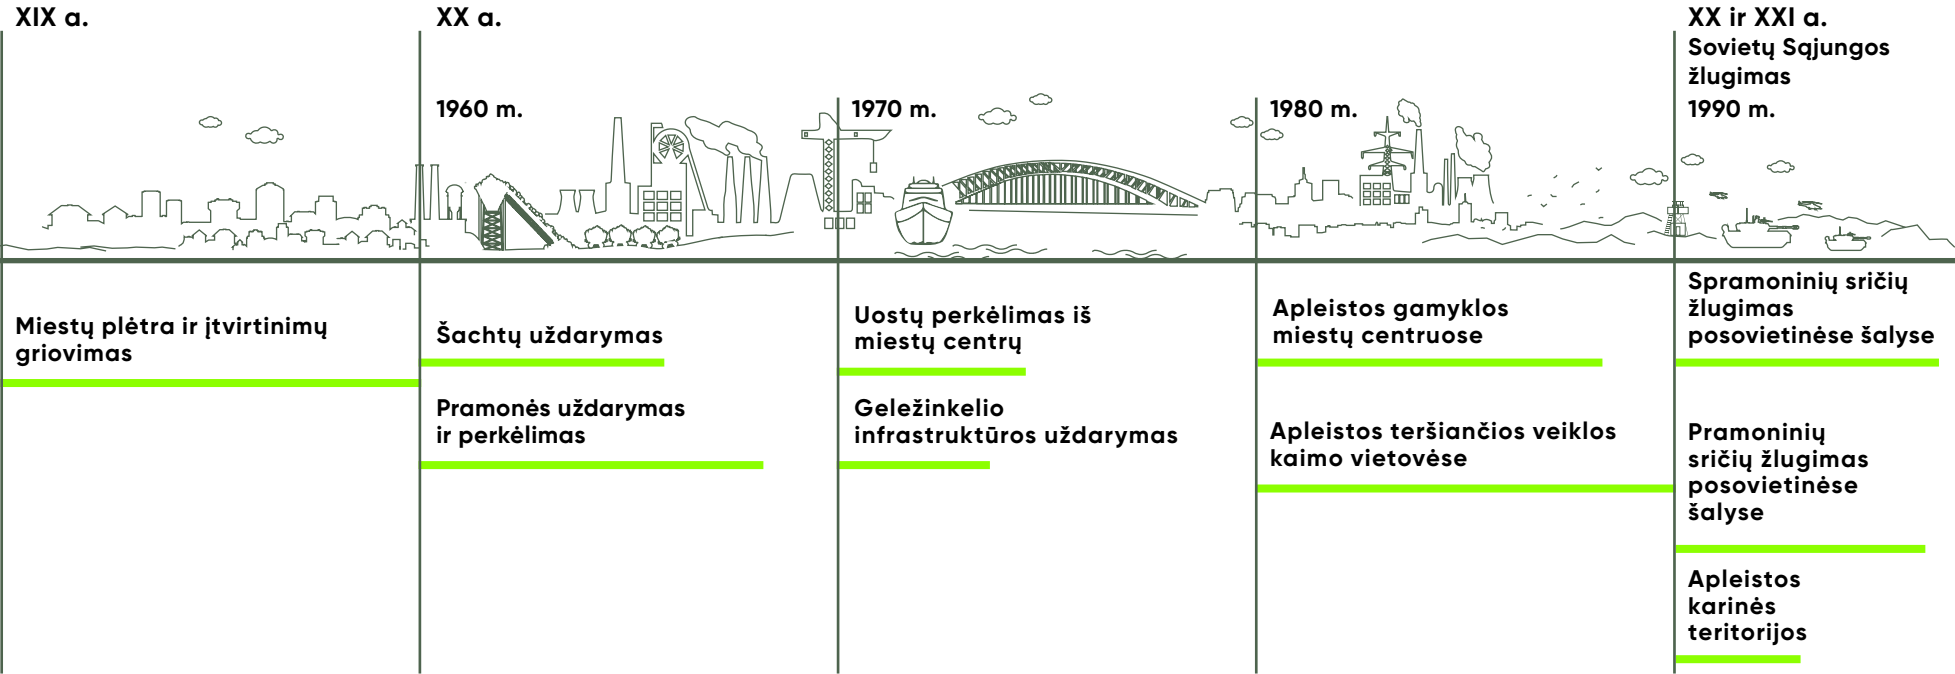 XIX a.
Miestų plėtra ir įtvirtinimų
griovimas
XX a.
1960 m.
Šachtų uždarymas
Pramonės uždarymas
ir perkėlimas
1970 m.
Uostų perkėlimas iš
miestų centrų
Geležinkelio
infrastruktūros uždarymas
1980 m.
Apleistos gamyklos
miestų centruose
Apleistos teršiančios veiklos
kaimo vietovėse
XX ir XXI a.
Sovietų Sąjungos
žlugimas
1990 m.
Spramoninių sričių
žlugimas
posovietinėse šalyse
Pramoninių
sričių žlugimas
posovietinėse
šalyse
Apleistos
karinės
teritorijos